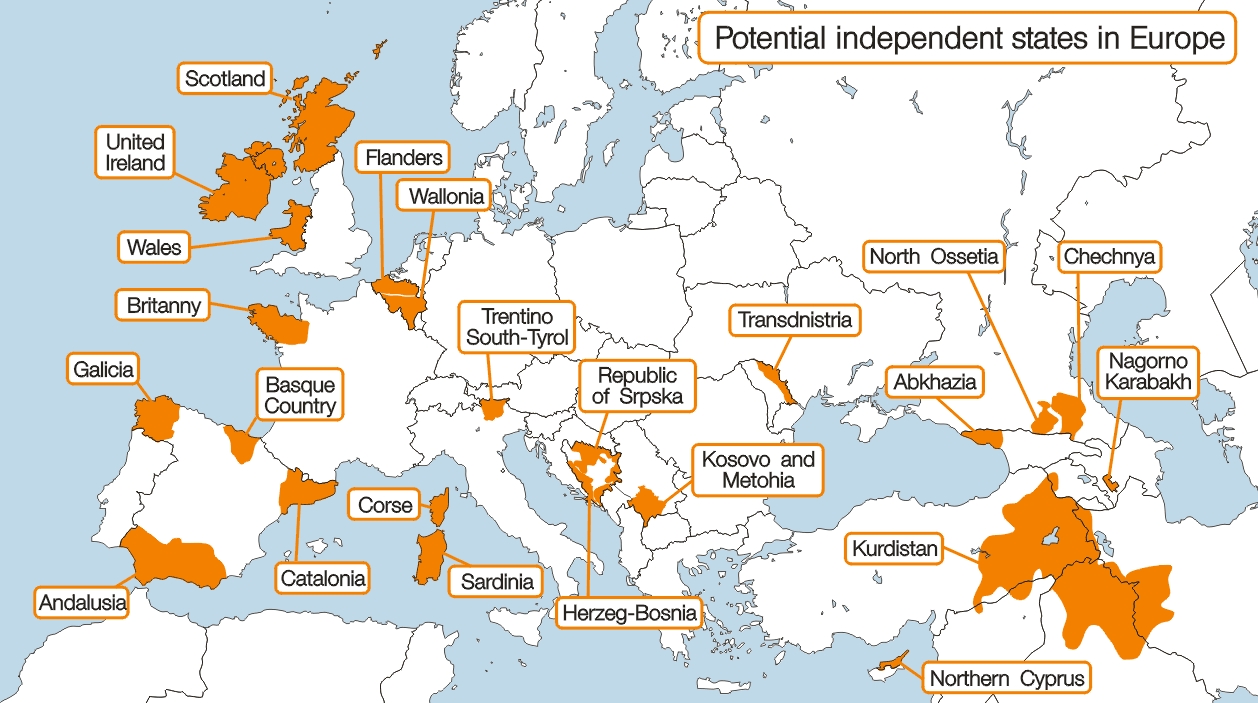 Potential independent states in Europe
Scotland
United
Ireland
Flanders
Wallonia
Wales
North Ossetia
Chechnya
Britanny
Trentino
South-Tyrol
Transdnistria
Galicia
Basque
Country
Republic
of Srpska
Abkhazia
Nagorno
Karabakh
Kosovo and
Metohia
Corse
Kurdistan
Catalonia
Sardinia
Andalusia
Herzeg-Bosnia
Northern Cyprus